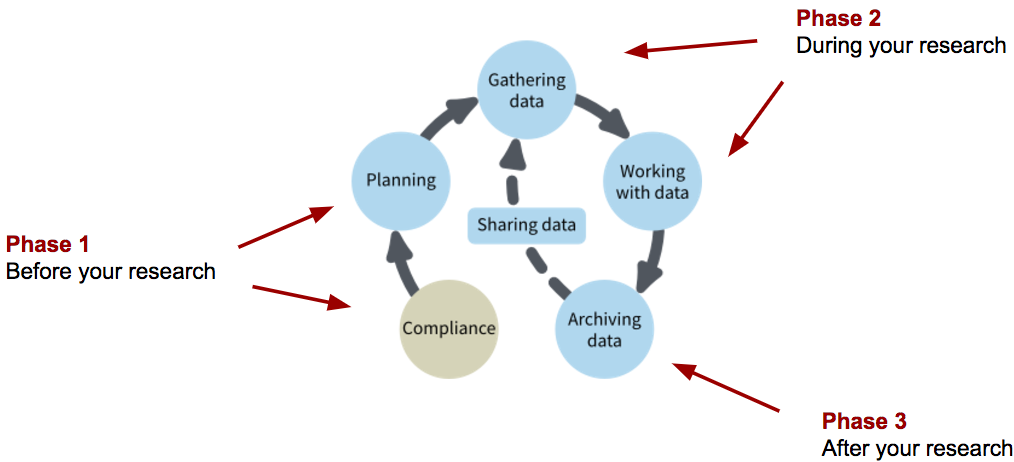 Phase 2
During your research
Gathering
data
Working
with data
Planning
Sharing data
Phase 1
Before your research
Compliance
Archiving
data
Phase 3
After your research